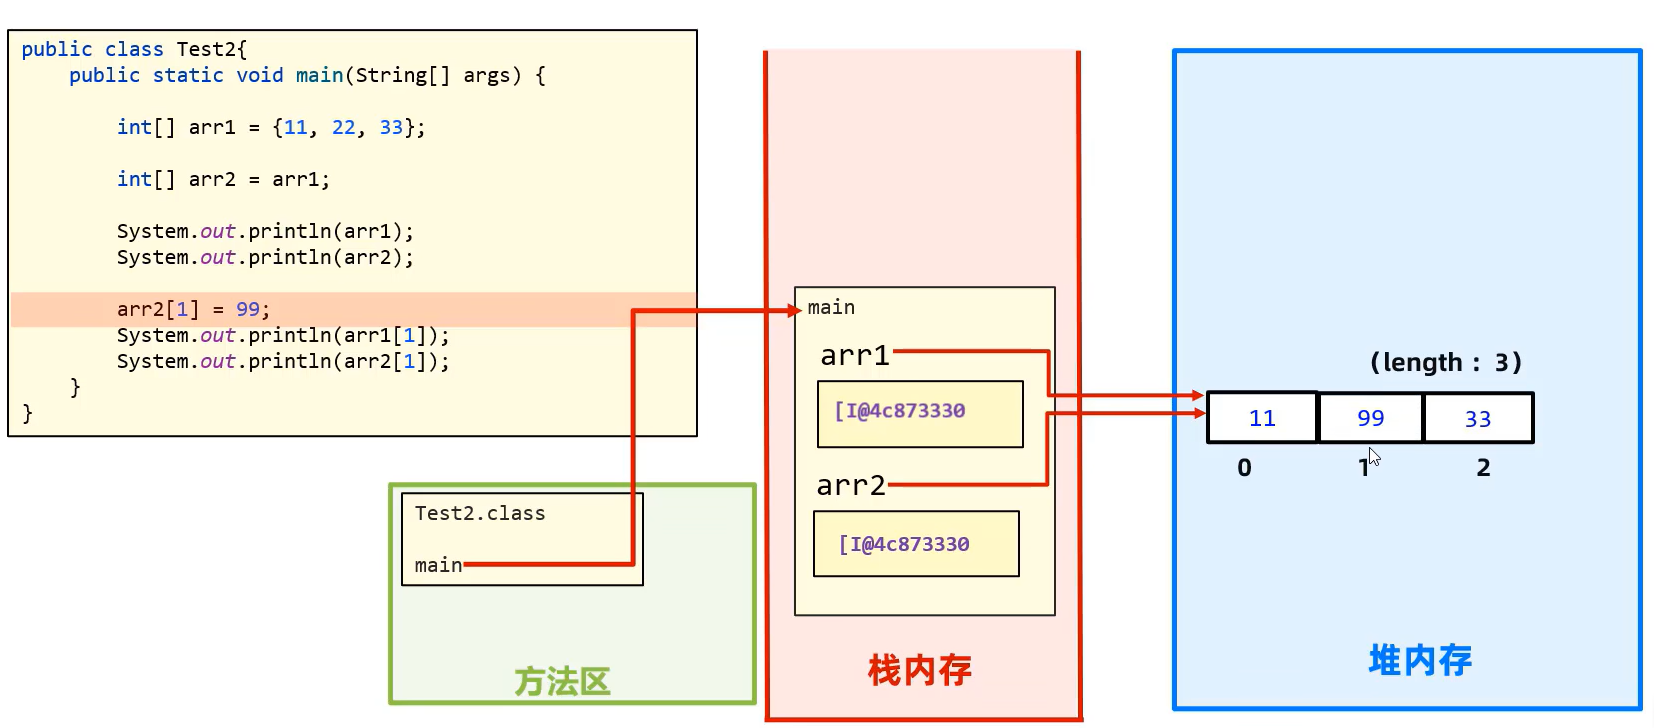 public class Test2{
public static void main(String[] args) {
int[] arr1 = {11, 22, 33};
int[] arr2 = arr1;
System.out.println(arr1);
System.out.println(arr2);
arr2[1] = 99;
System.out.println(arr1[1]);
System.out.println(arr2[1]);
}
}
Test2.class
main
方法区
main
arr1
[I@4c873330
arr2
[I@4c873330
栈内存
(length : 3)
11 99 33
0 1 2
堆内存